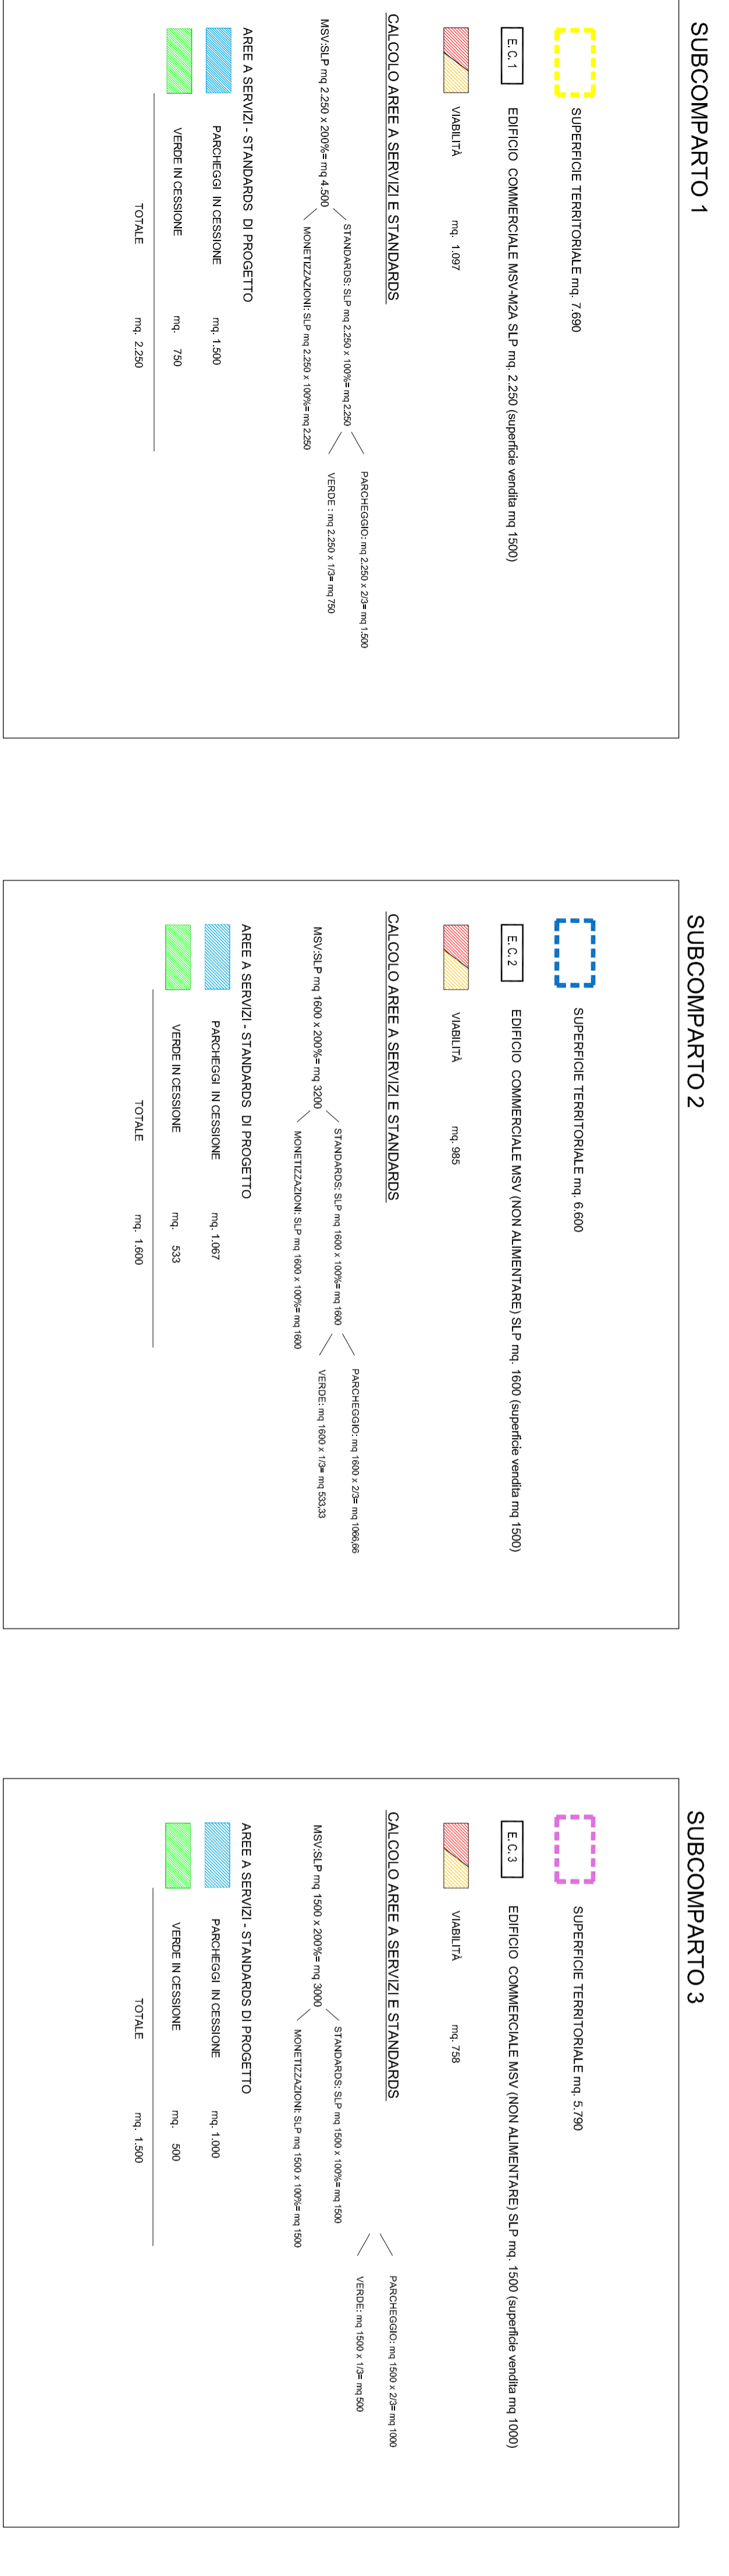 SUBCOMPARTO 1
SUPERFICIE TERRITORIALE mq. 7.690
E. C. 1 EDIFICIO COMMERCIALE MSV-M2A SLP mq. 2.250 (superficie vendita mq 1500)
VIABILITÀ mq. 1.097
CALCOLO AREE A SERVIZI E STANDARDS
PARCHEGGIO: mq 2.250 x 2/3= mq 1.500
STANDARDS: SLP mq 2.250 x 100%= mq 2.250
VERDE : mq 2.250 x 1/3= mq 750
MSV:SLP mq 2.250 x 200%= mq 4.500
MONETIZZAZIONI: SLP mq 2.250 x 100%= mq 2.250
AREE A SERVIZI - STANDARDS DI PROGETTO
PARCHEGGI IN CESSIONE mq. 1.500
VERDE IN CESSIONE mq. 750
TOTALE mq. 2.250
SUBCOMPARTO 2
SUPERFICIE TERRITORIALE mq. 6.600
E. C. 2 EDIFICIO COMMERCIALE MSV (NON ALIMENTARE) SLP mq. 1600 (superficie vendita mq 1500)
VIABILITÀ mq. 985
CALCOLO AREE A SERVIZI E STANDARDS
PARCHEGGIO: mq 1600 x 2/3= mq 1066,66
STANDARDS: SLP mq 1600 x 100%= mq 1600
VERDE: mq 1600 x 1/3= mq 533,33
MSV:SLP mq 1600 x 200%= mq 3200
MONETIZZAZIONI: SLP mq 1600 x 100%= mq 1600
AREE A SERVIZI - STANDARDS DI PROGETTO
PARCHEGGI IN CESSIONE mq. 1.067
VERDE IN CESSIONE mq. 533
TOTALE mq. 1.600
SUBCOMPARTO 3
SUPERFICIE TERRITORIALE mq. 5.790
E. C. 3 EDIFICIO COMMERCIALE MSV (NON ALIMENTARE) SLP mq. 1500 (superficie vendita mq 1000)
VIABILITÀ mq. 758
CALCOLO AREE A SERVIZI E STANDARDS
PARCHEGGIO: mq 1500 x 2/3= mq 1000
VERDE: mq 1500 x 1/3= mq 500
STANDARDS: SLP mq 1500 x 100%= mq 1500
MSV:SLP mq 1500 x 200%= mq 3000
MONETIZZAZIONI: SLP mq 1500 x 100%= mq 1500
AREE A SERVIZI - STANDARDS DI PROGETTO
PARCHEGGI IN CESSIONE mq. 1.000
VERDE IN CESSIONE mq. 500
TOTALE mq. 1.500